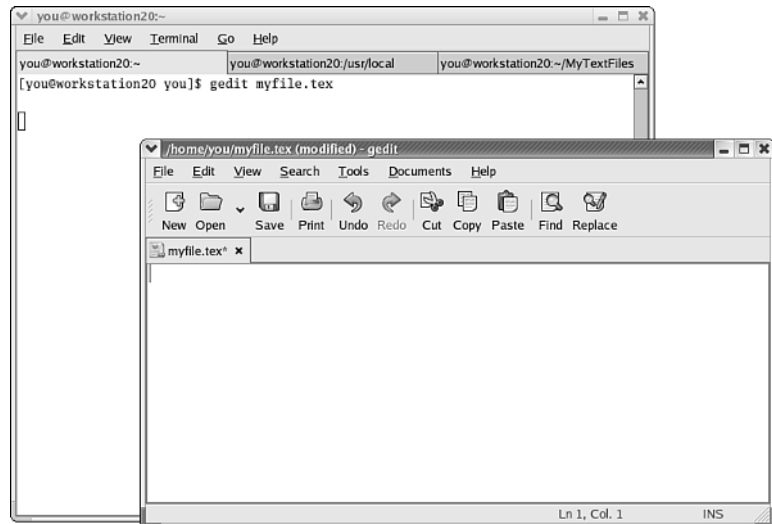 you@workstation20:~
File Edit View Terminal Go Help
you@workstation20:~ you@workstation20:/usr/local you@workstation20:~/MyTextFiles
[you@workstation20 you]$ gedit myfile.tex
/home/you/myfile.tex (modified) - gedit
File Edit View Search Tools Documents Help
New Open Save Print Undo Redo Cut Copy Paste Find Replace
myfile.tex*
Ln 1, Col. 1 INS